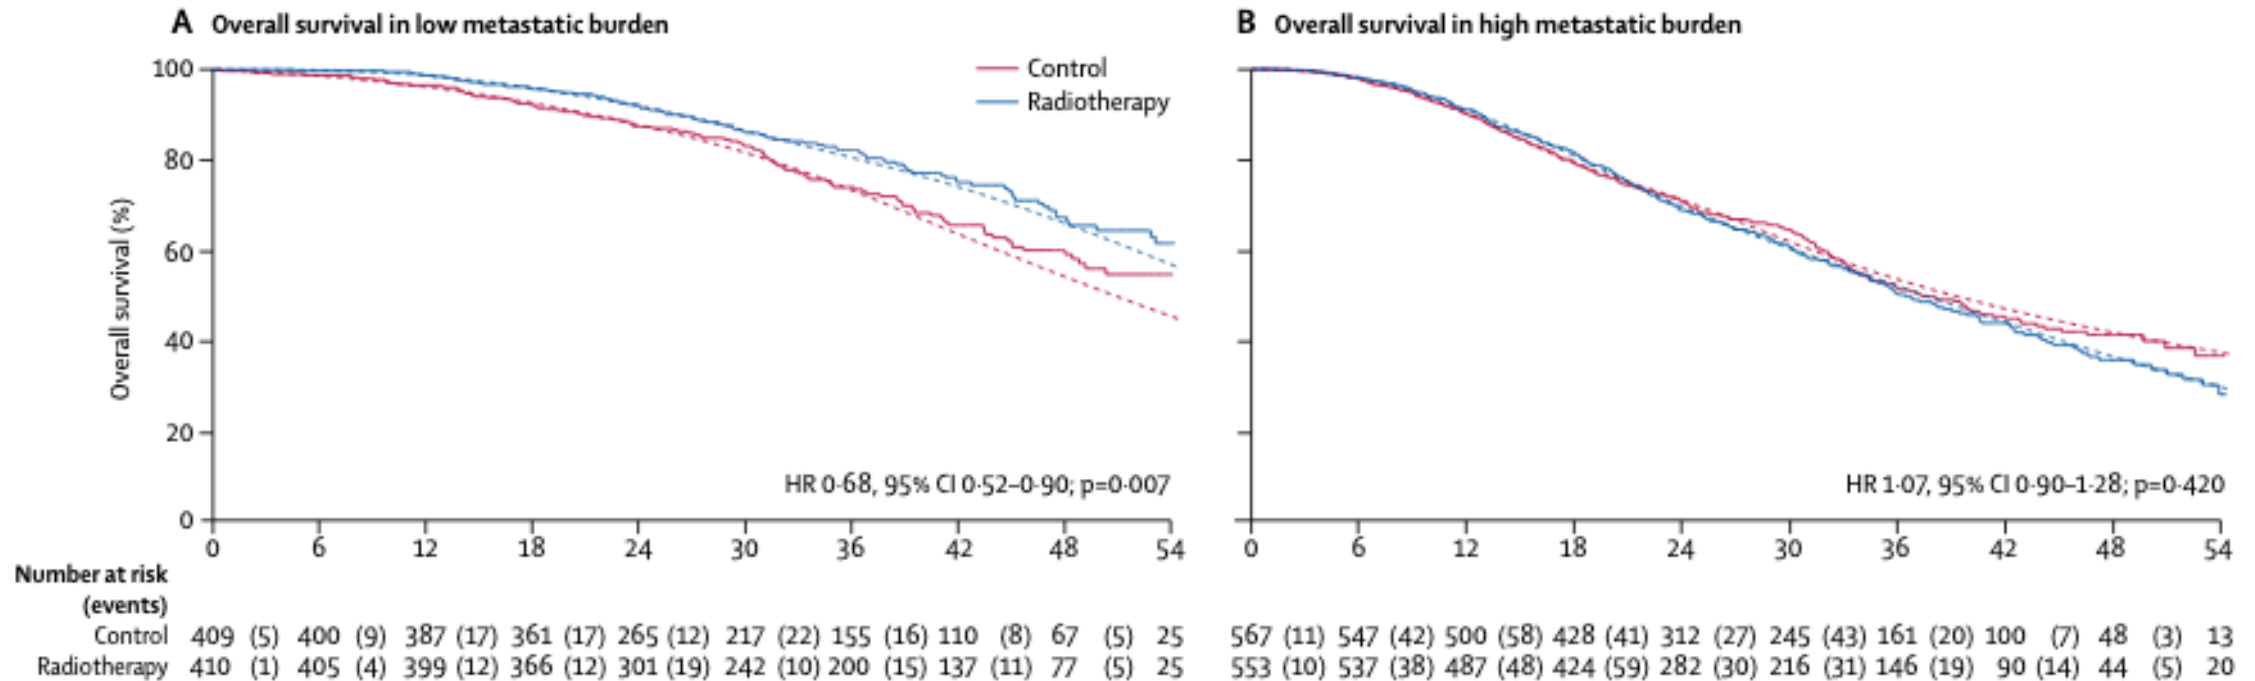 A Overall survival in low metastatic burden
B Overall survival in high metastatic burden
Control
Radiotherapy
Overall survival (%)
100
80
60
40
20
0
HR 0·68, 95% CI 0·52–0·90; p=0·007
HR 1·07, 95% CI 0·90–1·28; p=0·420
0 6 12 18 24 30 36 42 48 54
0 6 12 18 24 30 36 42 48 54
Number at risk
(events)
Control 409 (5) 400 (9) 387 (17) 361 (17) 265 (12) 217 (22) 155 (16) 110 (8) 67 (5) 25
567 (11) 547 (42) 500 (58) 428 (41) 312 (27) 245 (43) 161 (20) 100 (7) 48 (3) 13
Radiotherapy 410 (1) 405 (4) 399 (12) 366 (12) 301 (19) 242 (10) 200 (15) 137 (11) 77 (5) 25
553 (10) 537 (38) 487 (48) 424 (59) 282 (30) 216 (31) 146 (19) 90 (14) 44 (5) 20